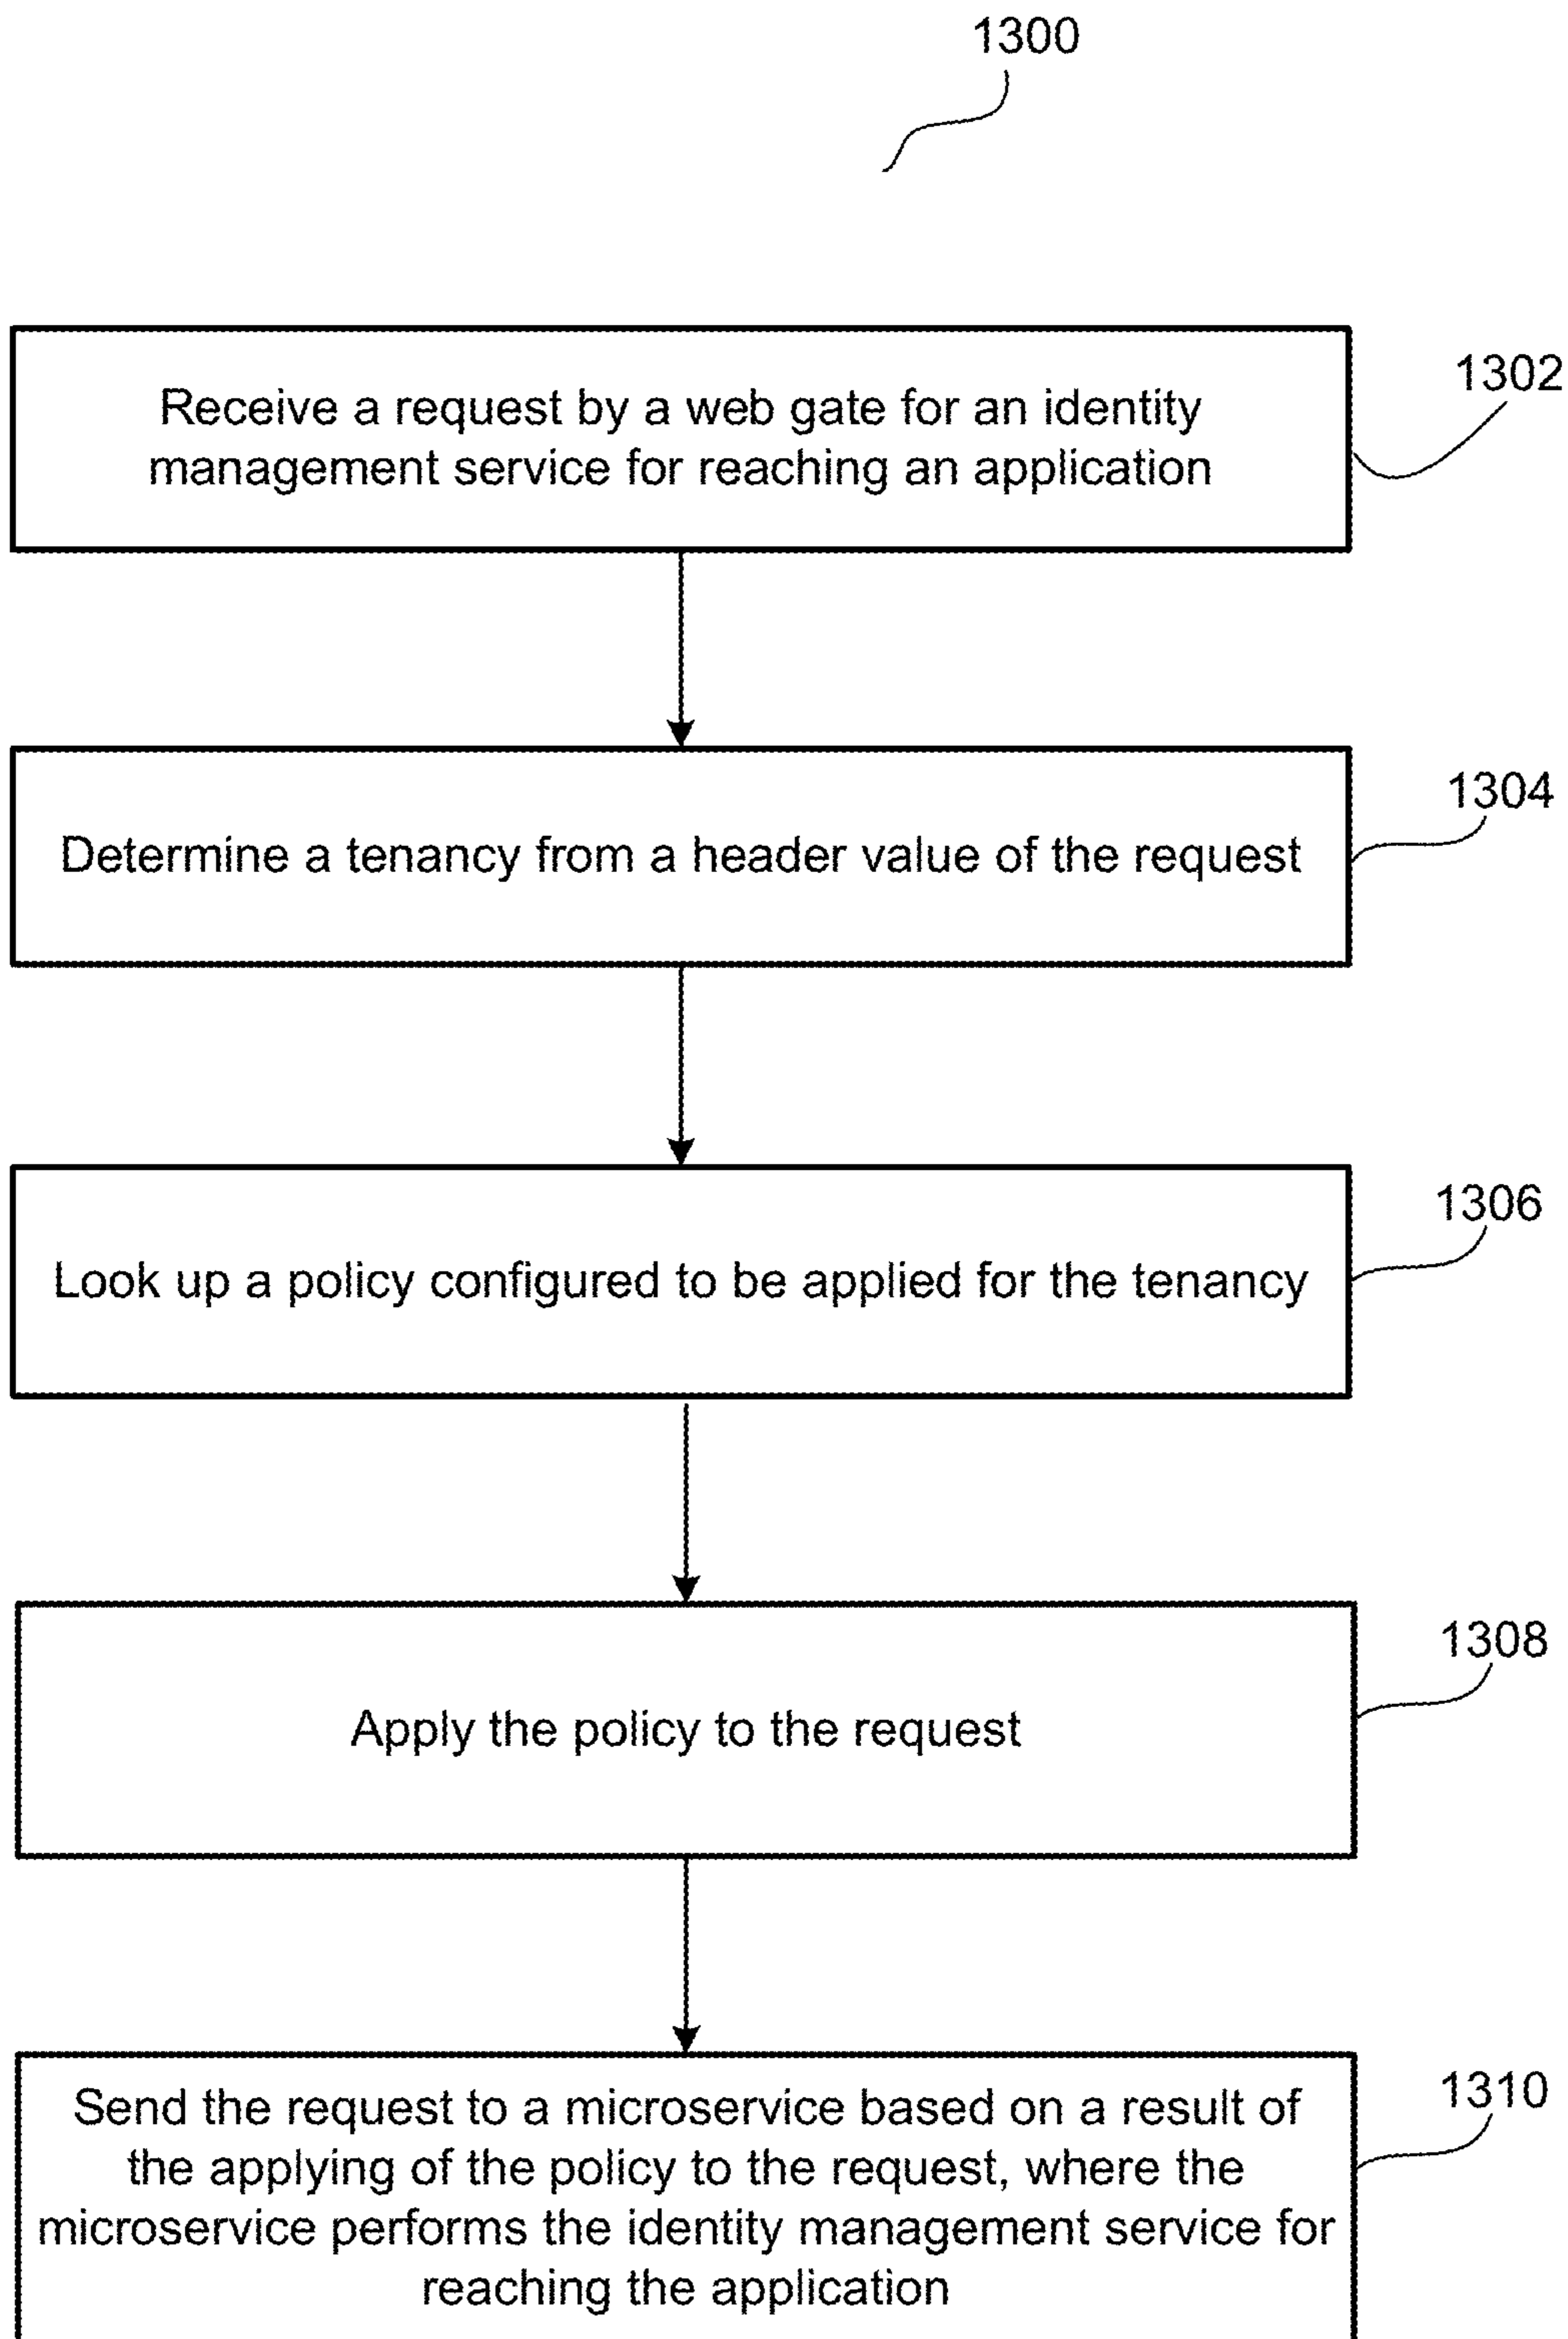 1300
Receive a request by a web gate for an identity
management service for reaching an application
1302
Determine a tenancy from a header value of the request
1304
Look up a policy configured to be applied for the tenancy
1306
Apply the policy to the request
1308
Send the request to a microservice based on a result of
the applying of the policy to the request, where the
microservice performs the identity management service for
reaching the application
1310